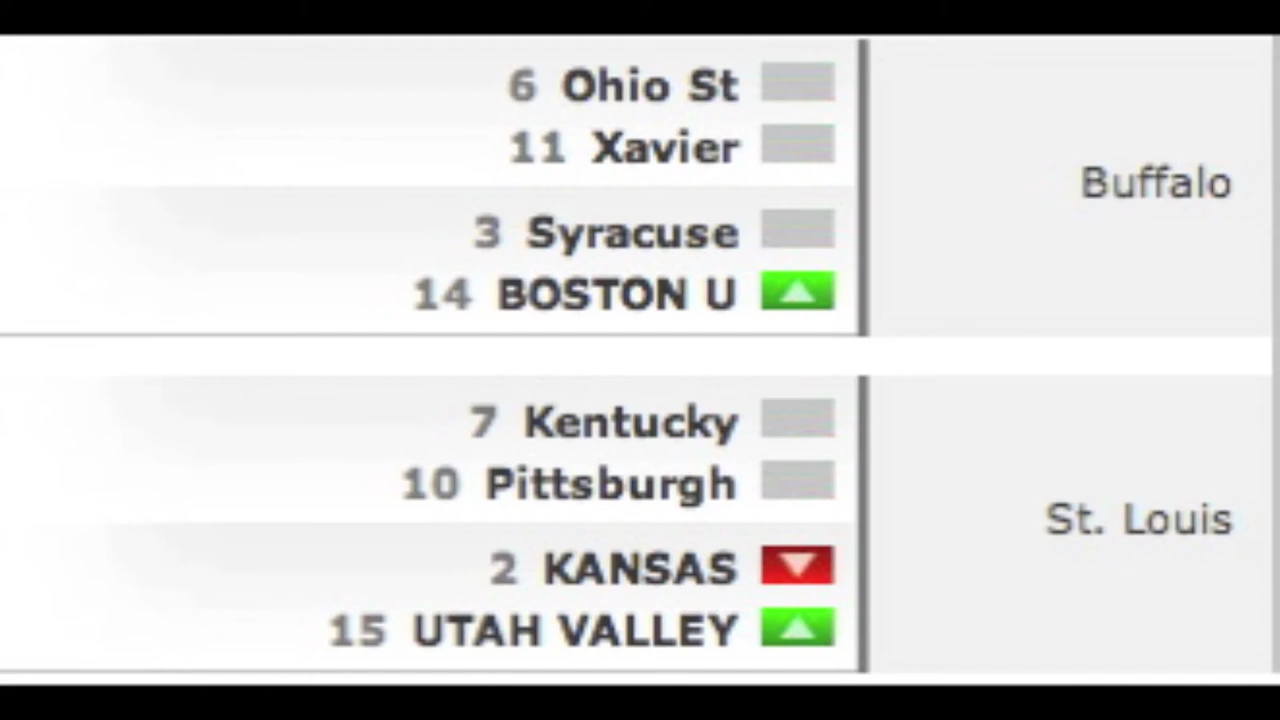 6 Ohio St
11 Xavier
Buffalo
3 Syracuse
14 BOSTON U
7 Kentucky
10 Pittsburgh
St. Louis
2 KANSAS
15 UTAH VALLEY